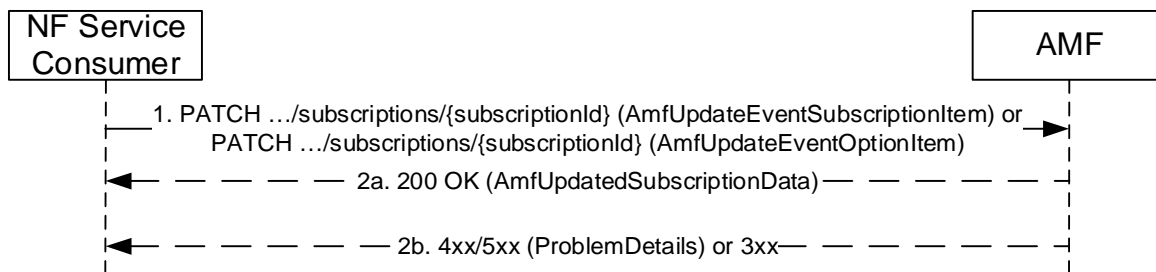 NF Service
Consumer
AMF
1. PATCH …/subscriptions/{subscriptionId} (AmfUpdateEventSubscriptionItem) or
PATCH …/subscriptions/{subscriptionId} (AmfUpdateEventOptionItem)
2a. 200 OK (AmfUpdatedSubscriptionData)
2b. 4xx/5xx (ProblemDetails) or 3xx